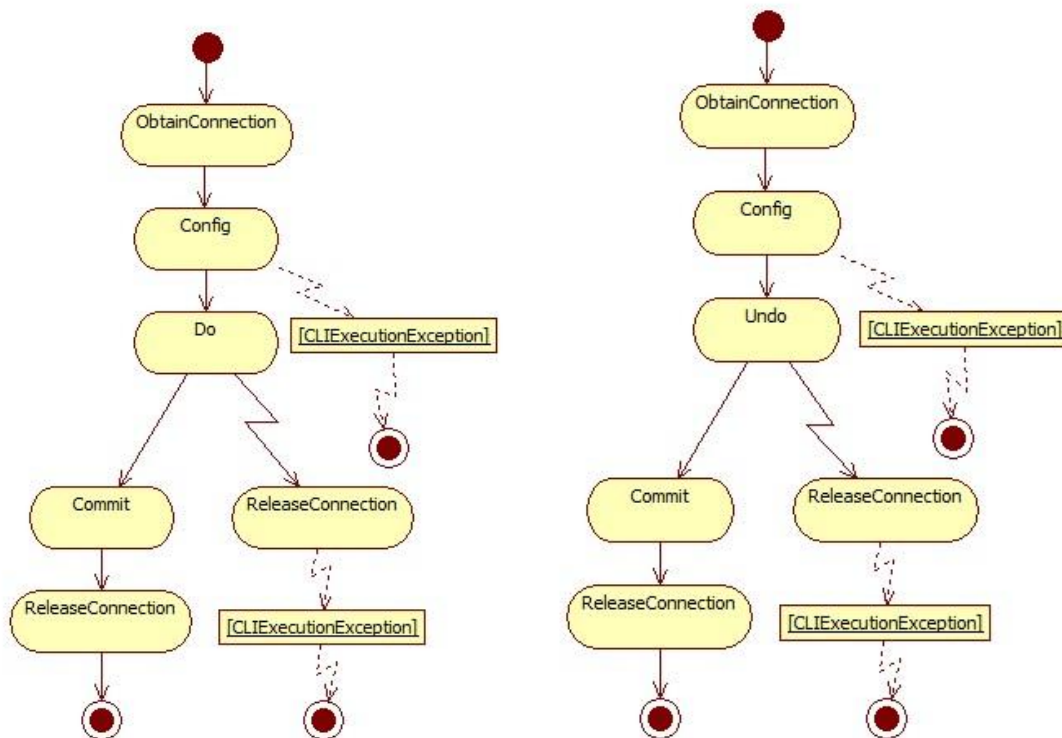 ObtainConnection
Config
Do
[CLIExecutionException]
Commit
ReleaseConnection
ReleaseConnection
[CLIExecutionException]
ObtainConnection
Config
Undo
[CLIExecutionException]
Commit
ReleaseConnection
ReleaseConnection
[CLIExecutionException]